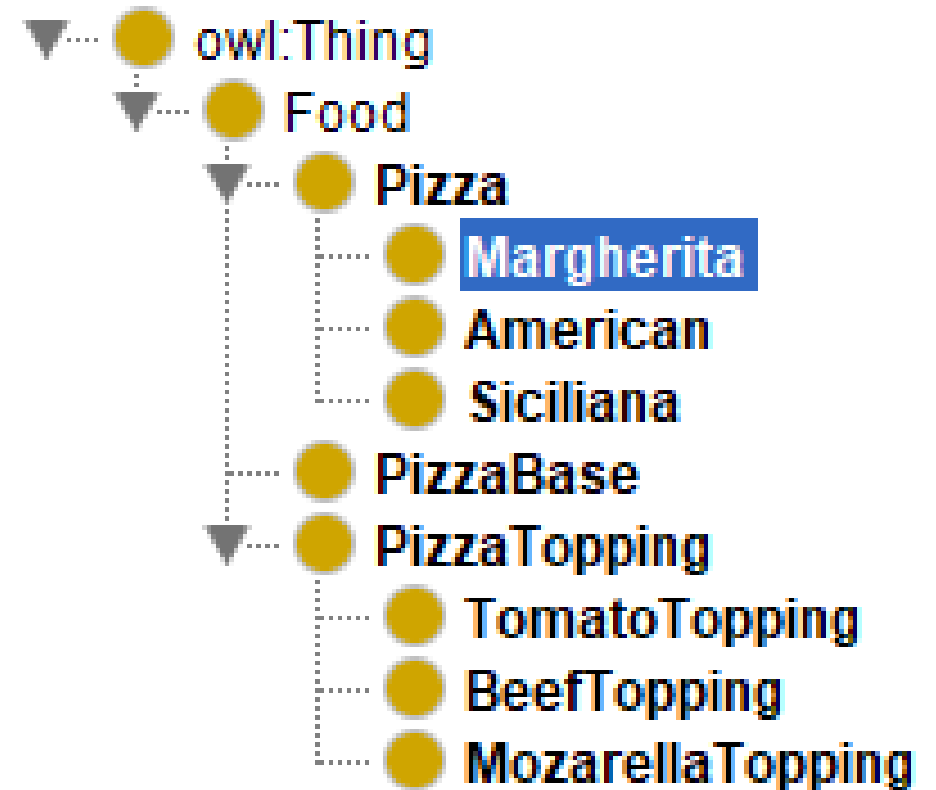 owl:Thing
Food
Pizza
Margherita
American
Siciliana
PizzaBase
PizzaTopping
TomatoTopping
BeefTopping
MozarellaTopping